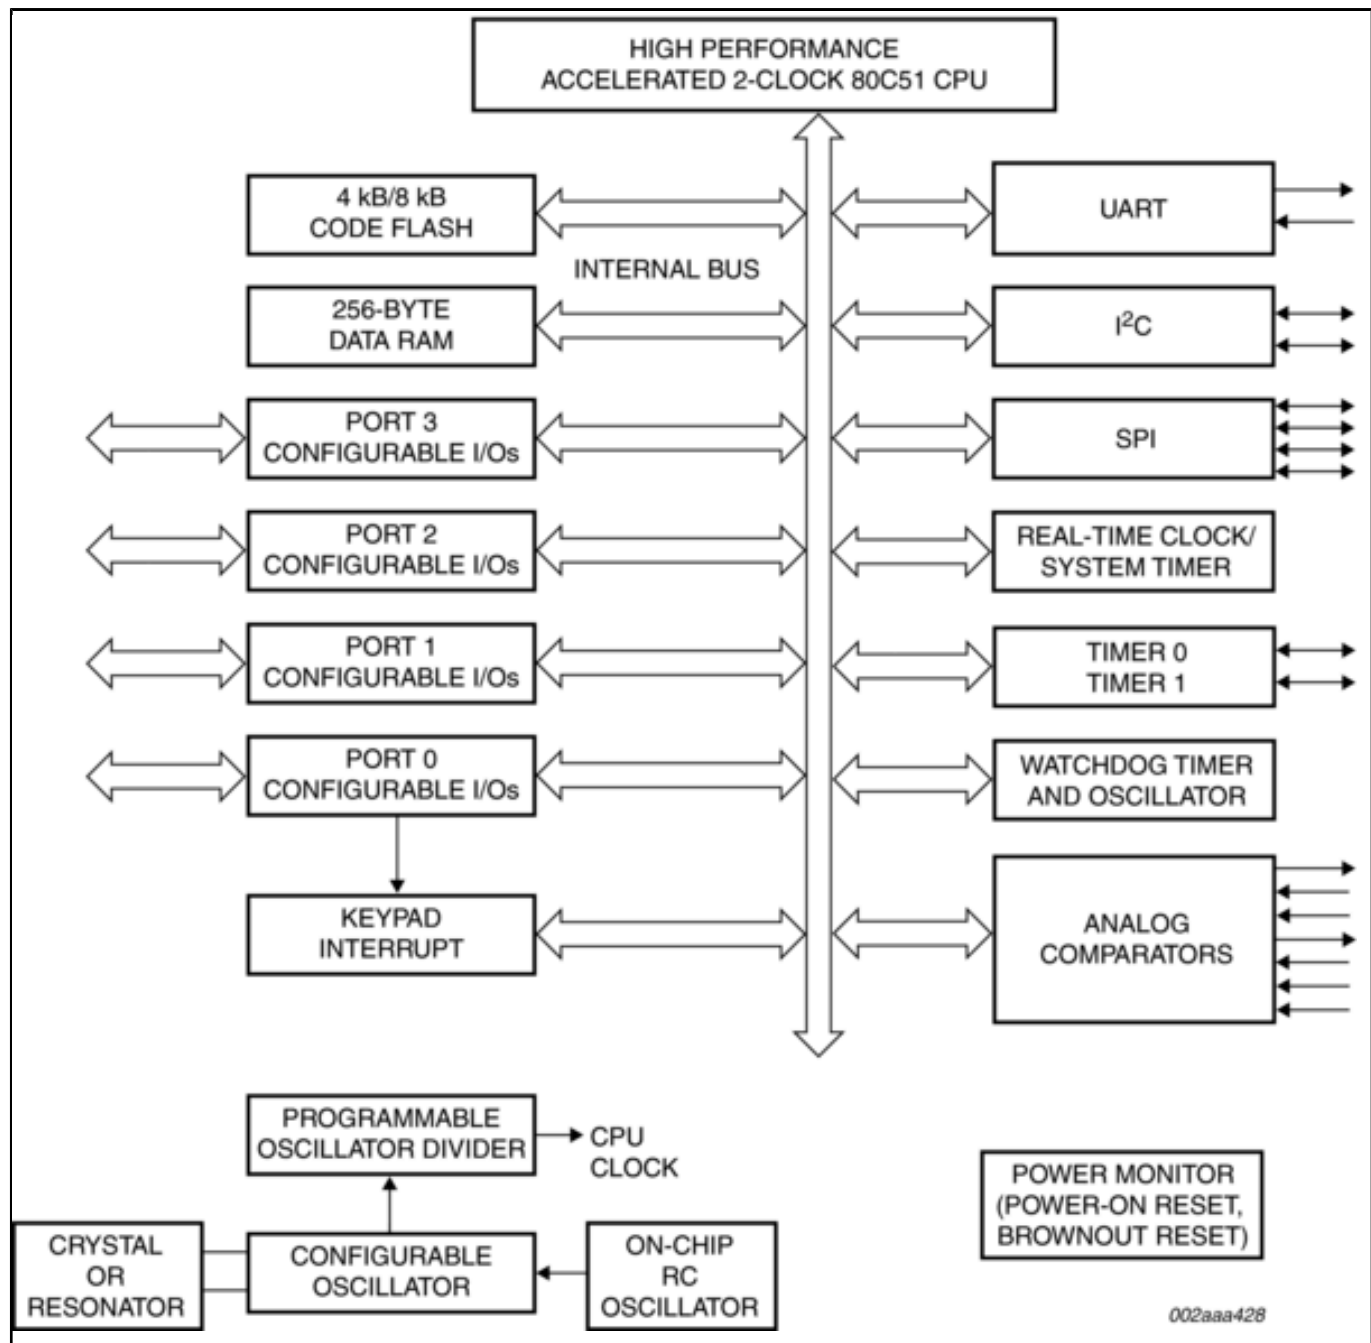 HIGH PERFORMANCE
ACCELERATED 2-CLOCK 80C51 CPU
4 kB/8 kB
CODE FLASH
UART
INTERNAL BUS
256-BYTE
DATA RAM
I²C
PORT 3
CONFIGURABLE I/Os
SPI
PORT 2
CONFIGURABLE I/Os
REAL-TIME CLOCK/
SYSTEM TIMER
PORT 1
CONFIGURABLE I/Os
TIMER 0
TIMER 1
PORT 0
CONFIGURABLE I/Os
WATCHDOG TIMER
AND OSCILLATOR
KEYPAD
INTERRUPT
ANALOG
COMPARATORS
PROGRAMMABLE
OSCILLATOR DIVIDER
CPU
CLOCK
POWER MONITOR
(POWER-ON RESET,
BROWNOUT RESET)
CRYSTAL
OR
RESONATOR
CONFIGURABLE
OSCILLATOR
ON-CHIP
RC
OSCILLATOR
002aaa428